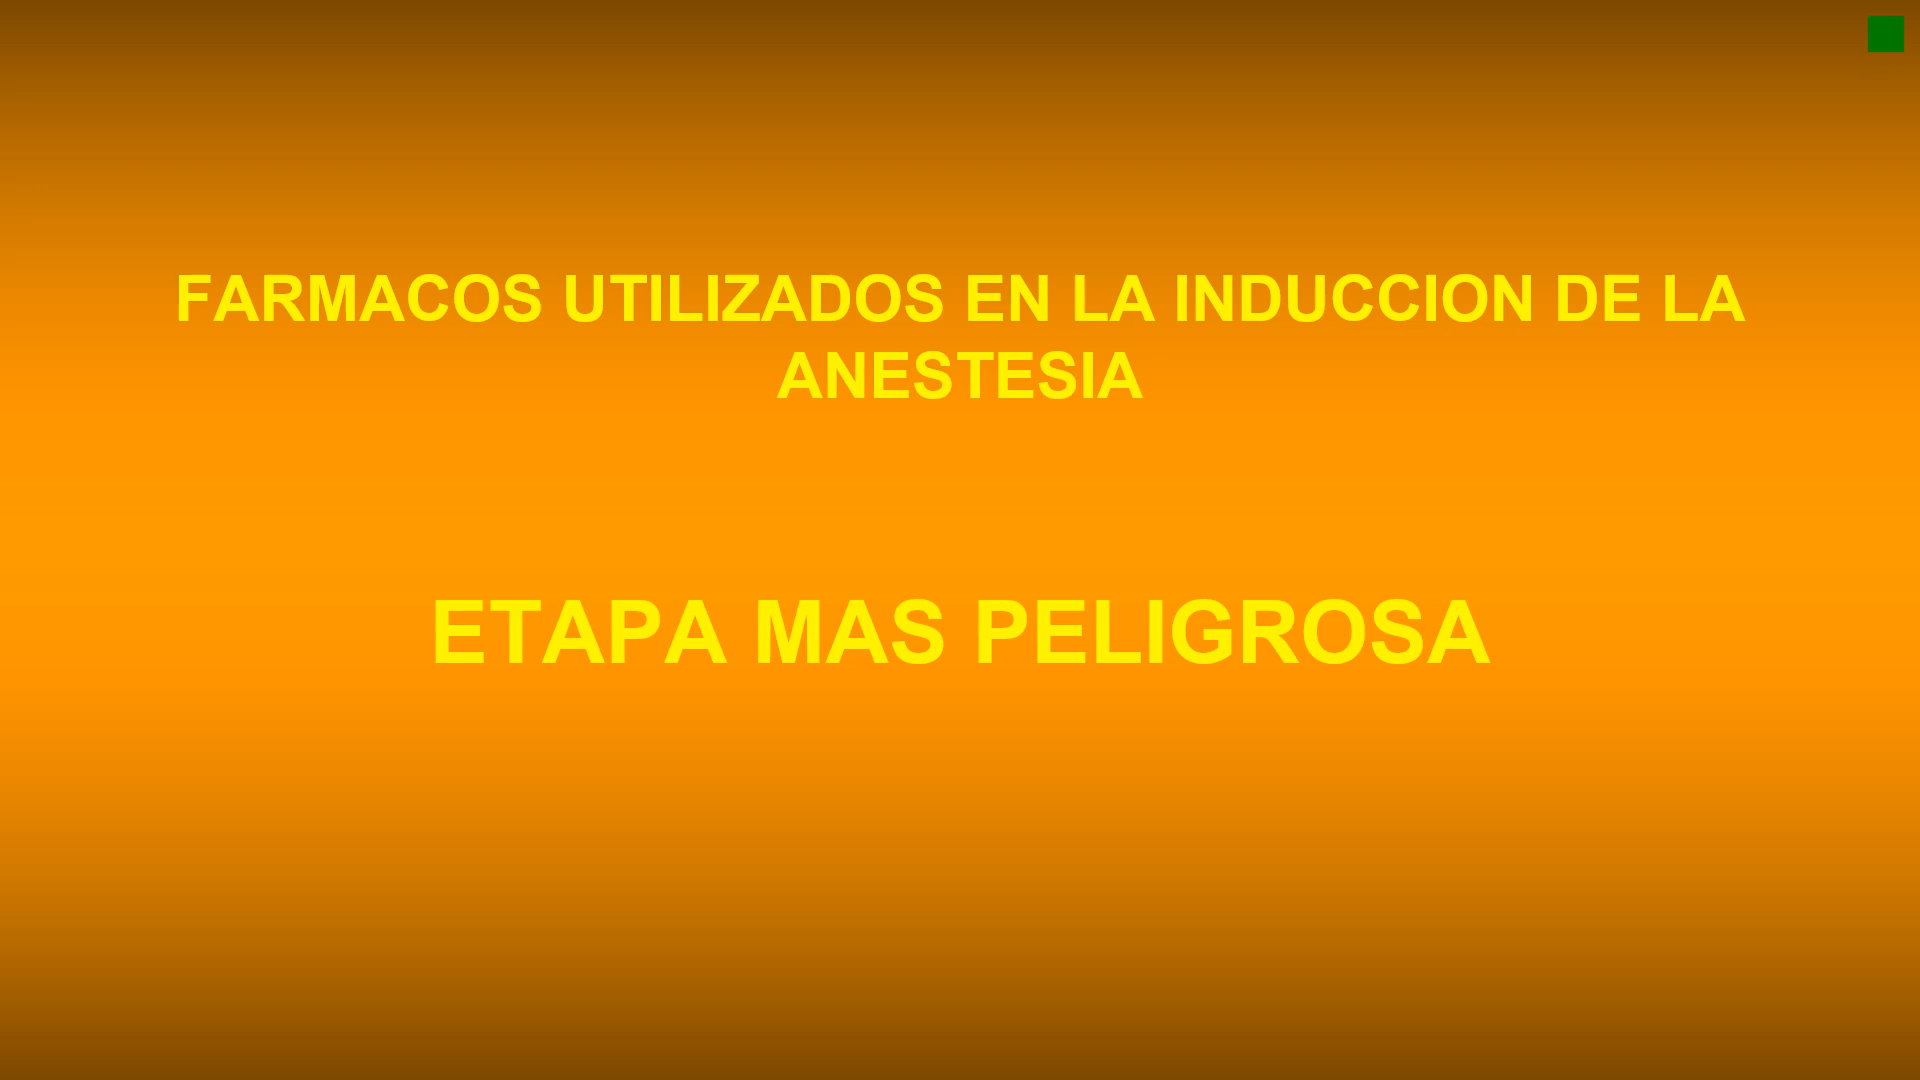 FARMACOS UTILIZADOS EN LA INDUCCION DE LA
ANESTESIA
ETAPA MAS PELIGROSA